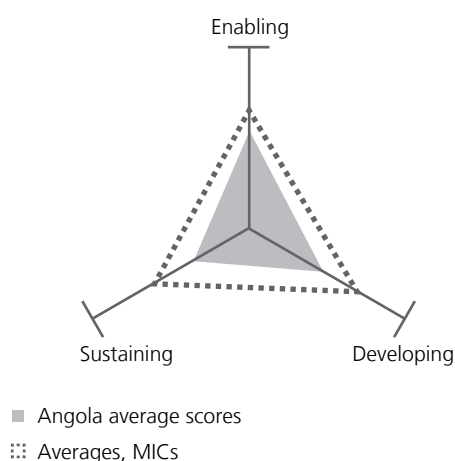 Enabling
Sustaining
Developing
Angola average scores
Averages, MICs